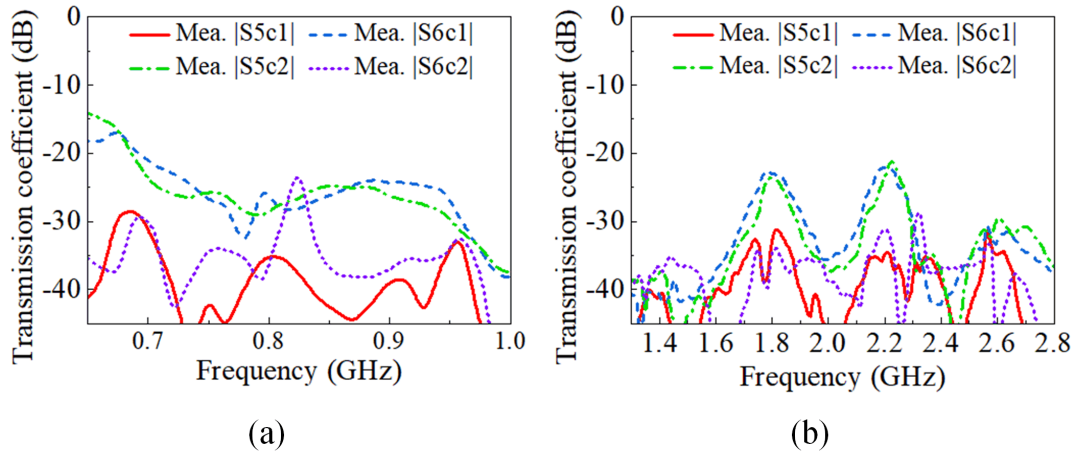 Transmission coefficient (dB)
0
-10
-20
-30
-40
Mea. |S5c1|
Mea. |S6c1|
Mea. |S5c2|
Mea. |S6c2|
0.7
0.8
0.9
1.0
Frequency (GHz)
(a)
Transmission coefficient (dB)
0
-10
-20
-30
-40
Mea. |S5c1|
Mea. |S6c1|
Mea. |S5c2|
Mea. |S6c2|
1.4
1.6
1.8
2.0
2.2
2.4
2.6
2.8
Frequency (GHz)
(b)